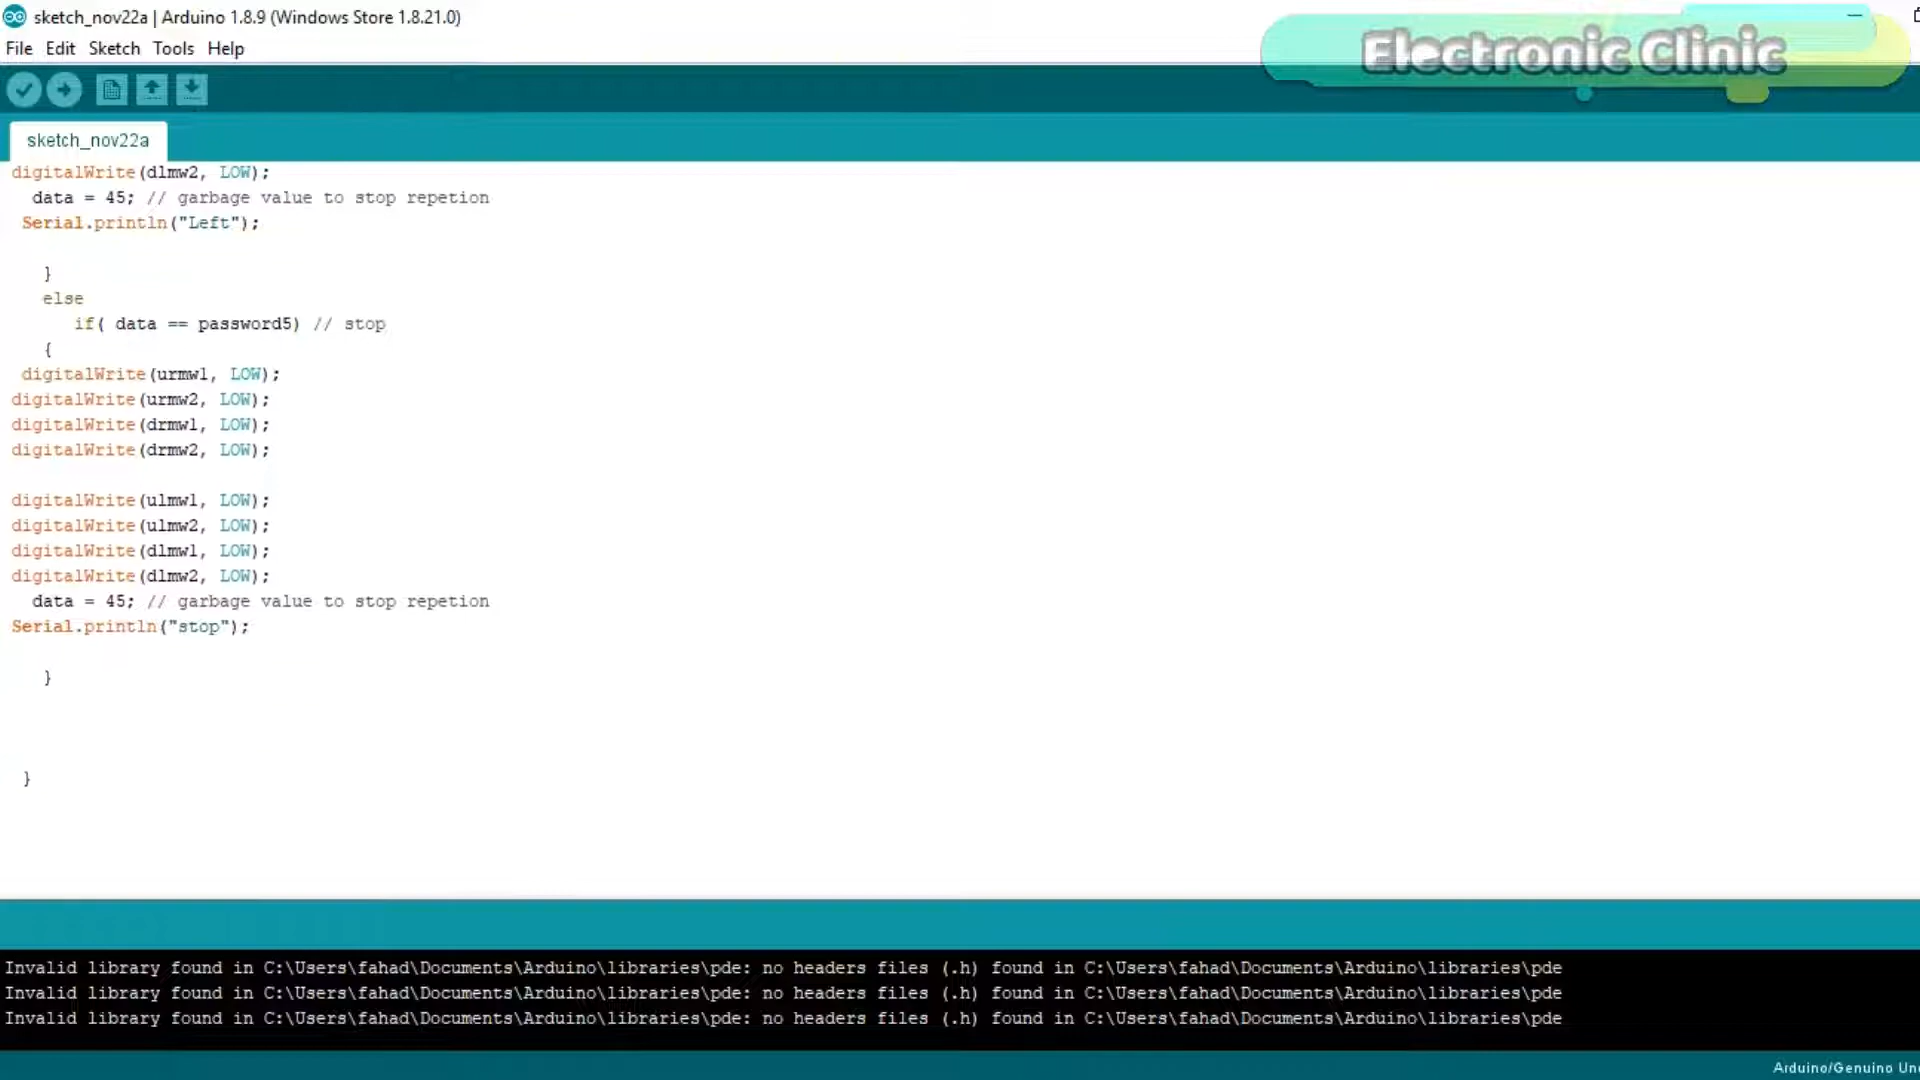 sketch_nov22a | Arduino 1.8.9 (Windows Store 1.8.21.0)
Electronic Clinic
File Edit Sketch Tools Help
sketch_nov22a
digitalWrite(dlmw2, LOW);
data = 45; // garbage value to stop repetion
Serial.println("Left");
}
else
if( data == password5) // stop
{
digitalWrite(urmw1, LOW);
digitalWrite(urmw2, LOW);
digitalWrite(drmw1, LOW);
digitalWrite(drmw2, LOW);
digitalWrite(ulmw1, LOW);
digitalWrite(ulmw2, LOW);
digitalWrite(dlmw1, LOW);
digitalWrite(dlmw2, LOW);
data = 45; // garbage value to stop repetion
Serial.println("stop");
}
}
Invalid library found in C:\Users\fahad\Documents\Arduino\libraries\pde: no headers files (.h) found in C:\Users\fahad\Documents\Arduino\libraries\pde
Invalid library found in C:\Users\fahad\Documents\Arduino\libraries\pde: no headers files (.h) found in C:\Users\fahad\Documents\Arduino\libraries\pde
Invalid library found in C:\Users\fahad\Documents\Arduino\libraries\pde: no headers files (.h) found in C:\Users\fahad\Documents\Arduino\libraries\pde
Arduino/Genuino